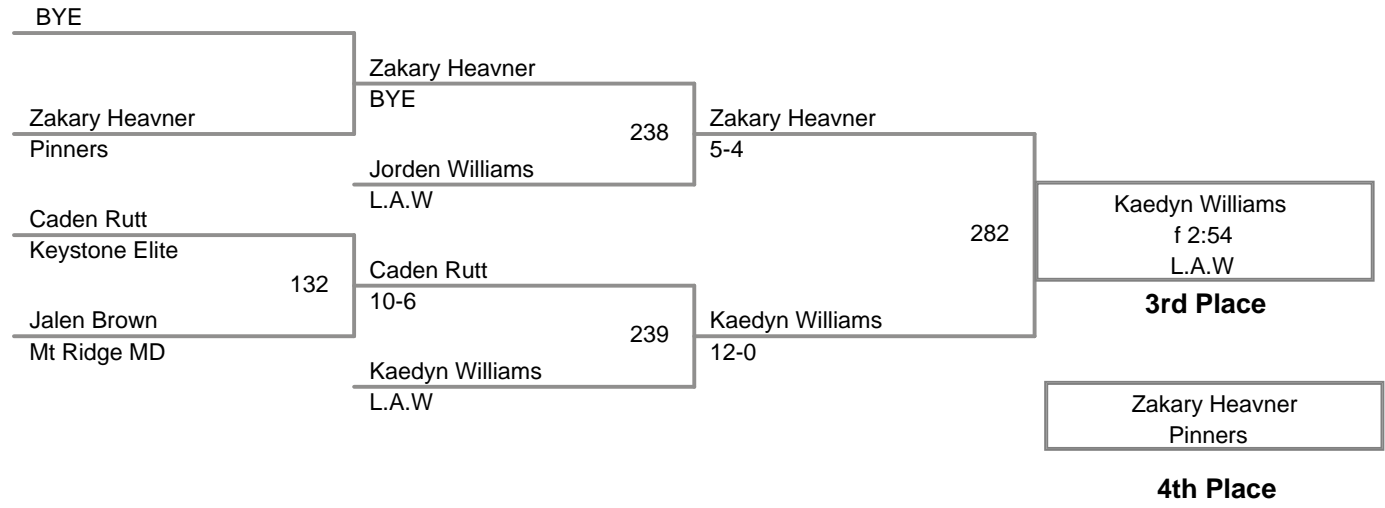 BYE
Zakary Heavner
BYE
Zakary Heavner
Pinners
238
Zakary Heavner
5-4
Jorden Williams
L.A.W
Caden Rutt
Keystone Elite
132
Caden Rutt
10-6
Jalen Brown
Mt Ridge MD
239
Kaedyn Williams
12-0
Kaedyn Williams
L.A.W
282
Kaedyn Williams
f 2:54
L.A.W
3rd Place
Zakary Heavner
Pinners
4th Place